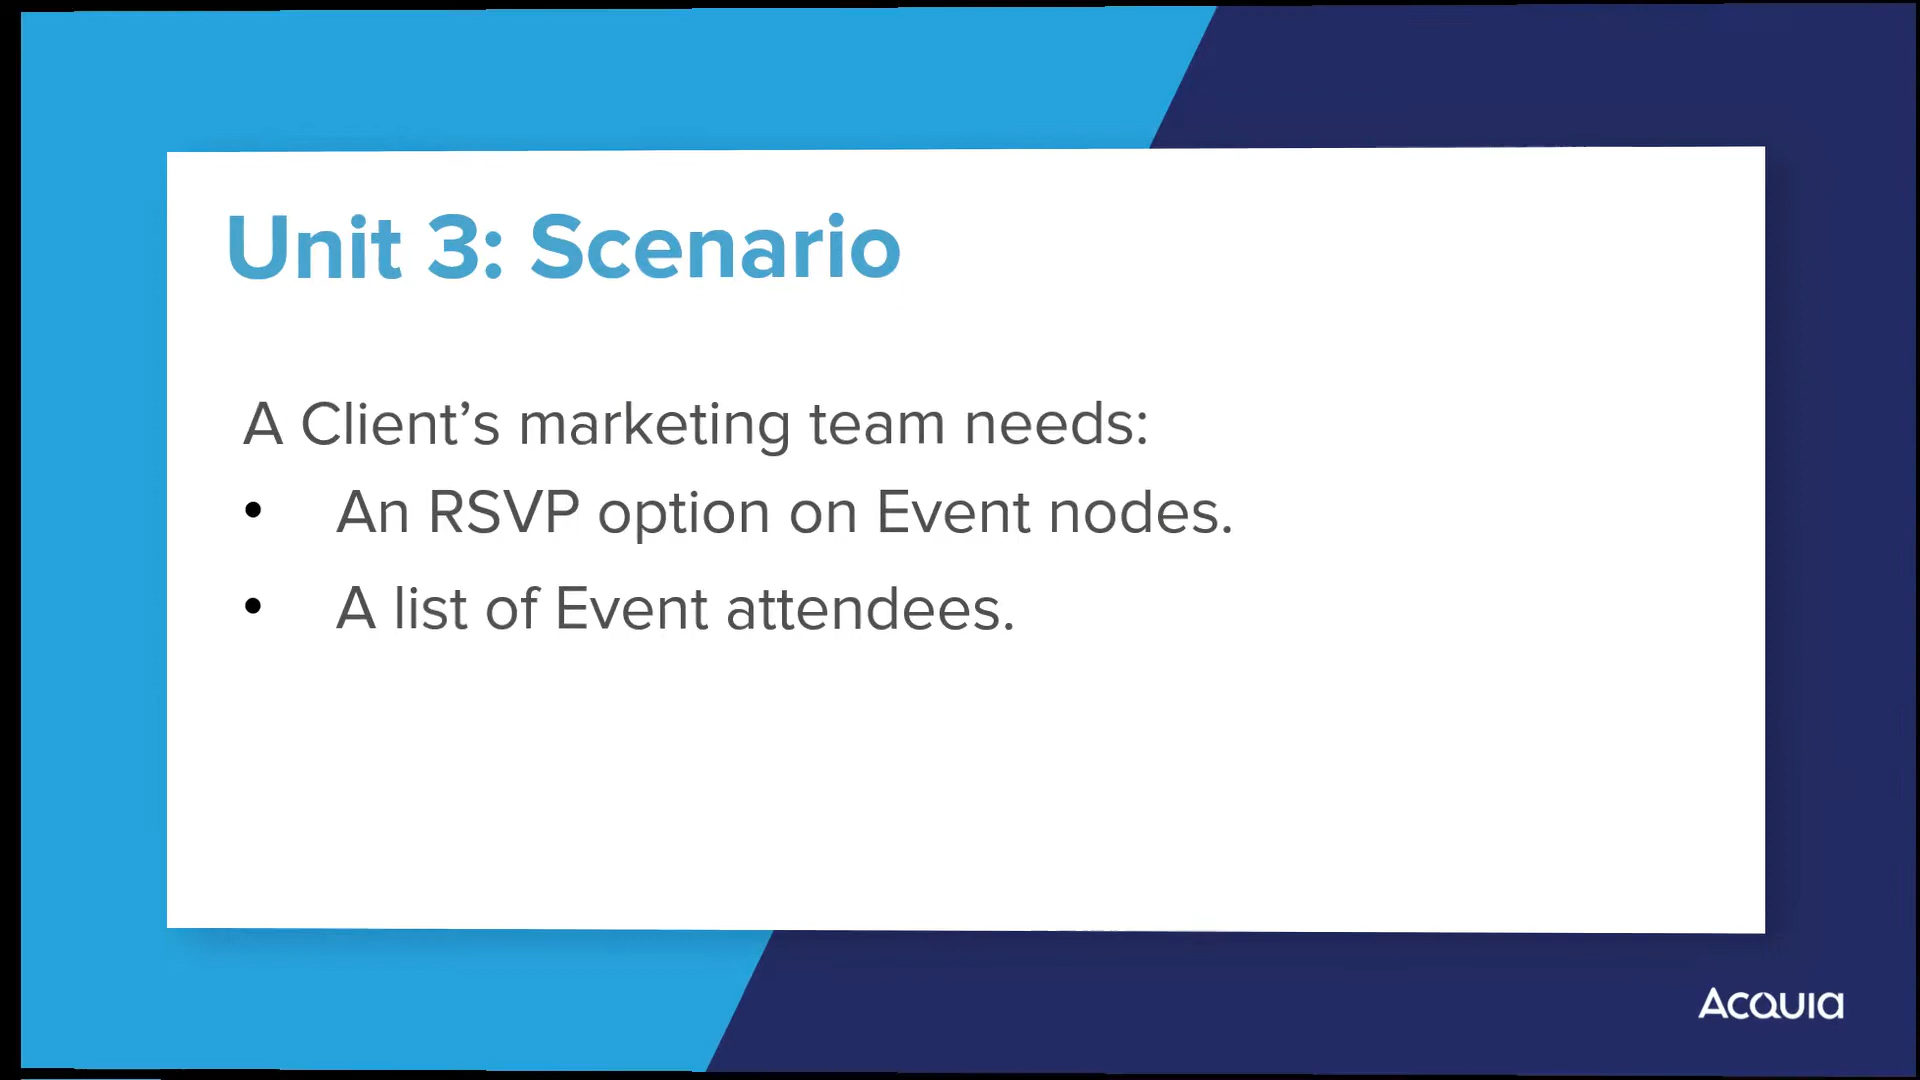 Unit 3: Scenario
A Client’s marketing team needs:
• An RSVP option on Event nodes.
• A list of Event attendees.
Acquia